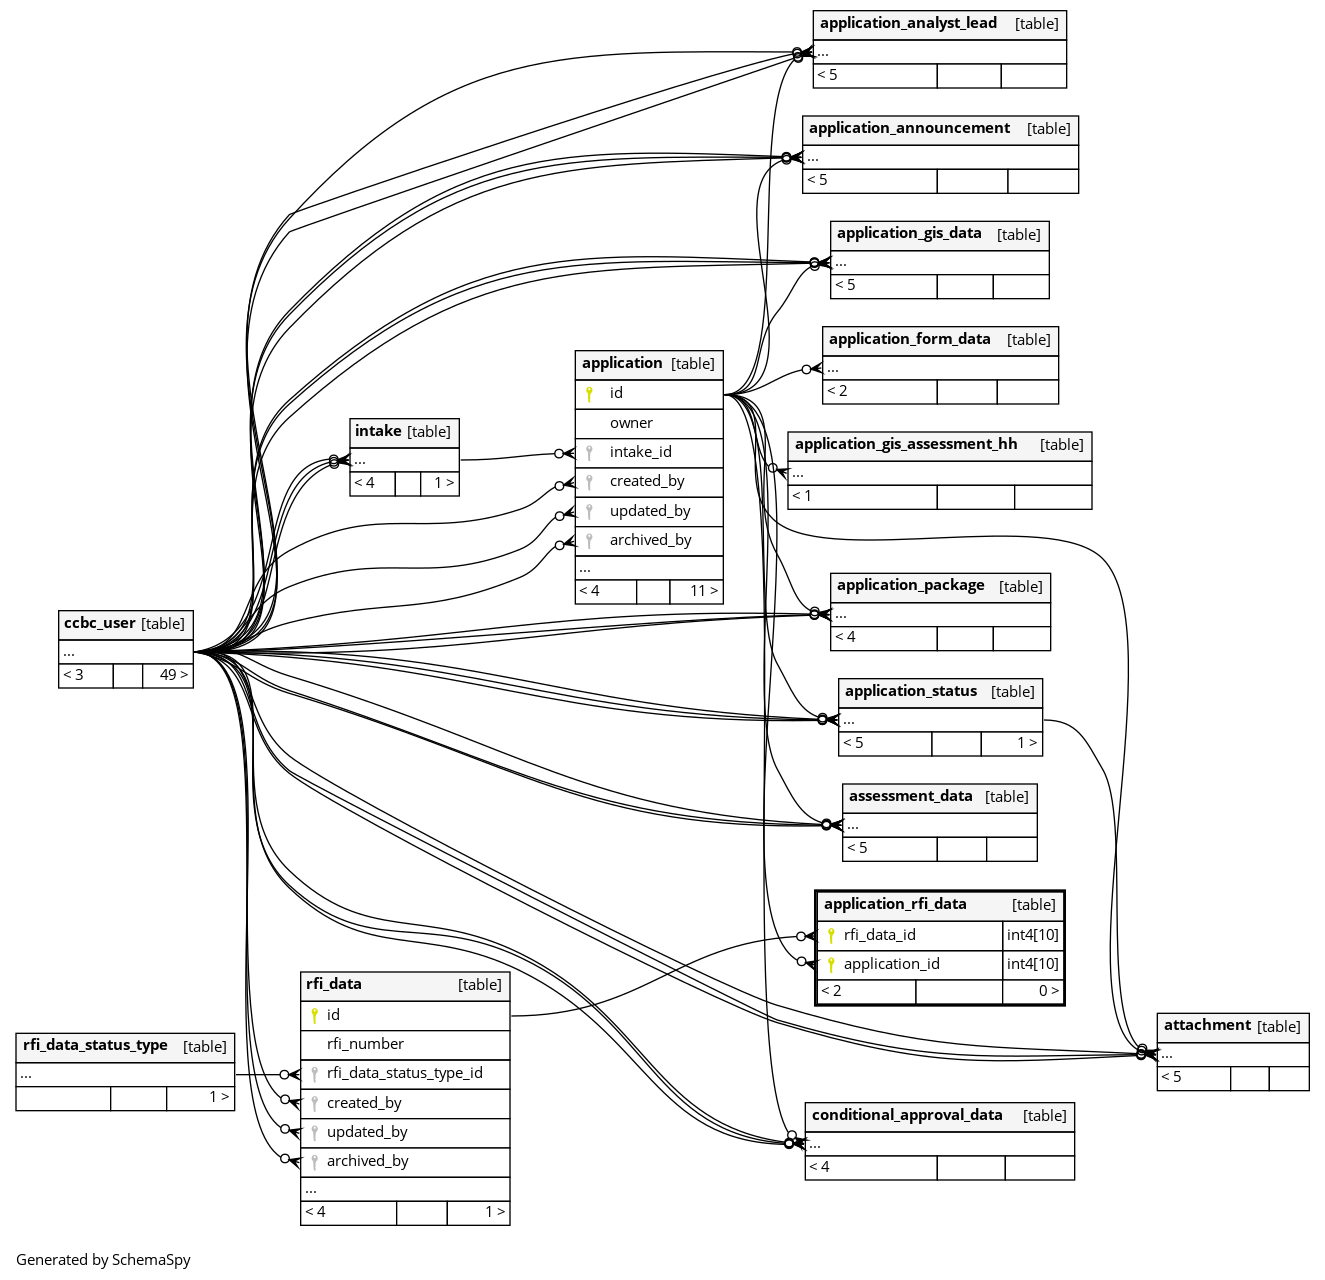 application_analyst_lead [table]
...
< 5
application_announcement [table]
...
< 5
application_gis_data [table]
...
< 5
application_form_data [table]
...
< 2
application [table]
id
owner
intake_id
created_by
updated_by
archived_by
...
< 4 11 >
intake [table]
...
< 4 1 >
application_gis_assessment_hh [table]
...
< 1
application_package [table]
...
< 4
ccbc_user [table]
...
< 3 49 >
application_status [table]
...
< 5 1 >
assessment_data [table]
...
< 5
application_rfi_data [table]
rfi_data_id int4[10]
application_id int4[10]
< 2 0 >
rfi_data [table]
id
rfi_number
rfi_data_status_type_id
created_by
updated_by
archived_by
...
< 4 1 >
rfi_data_status_type [table]
...
1 >
attachment [table]
...
< 5
conditional_approval_data [table]
...
< 4
Generated by SchemaSpy